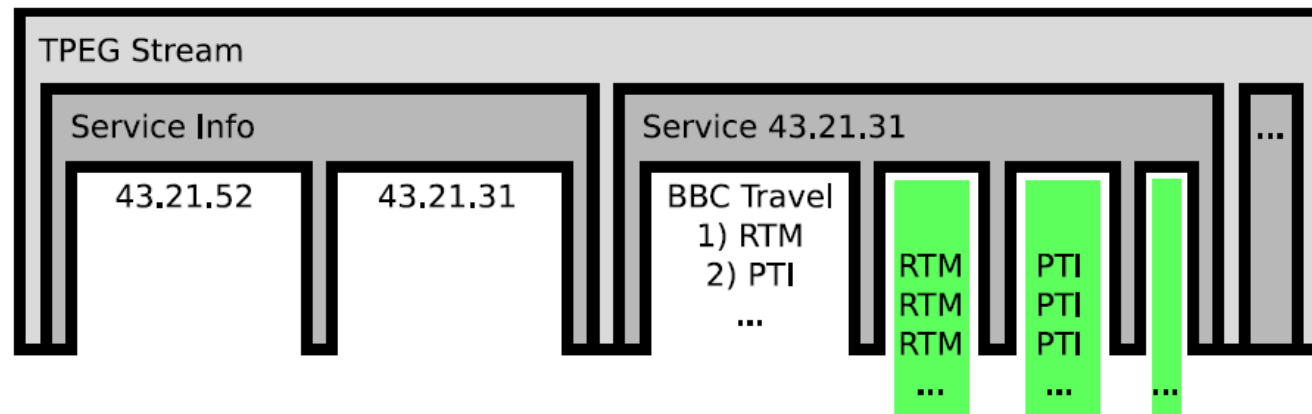 TPEG Stream
Service Info
43.21.52
43.21.31
Service 43.21.31
BBC Travel
1) RTM
2) PTI
...
RTM
RTM
RTM
...
PTI
PTI
PTI
...
...
...